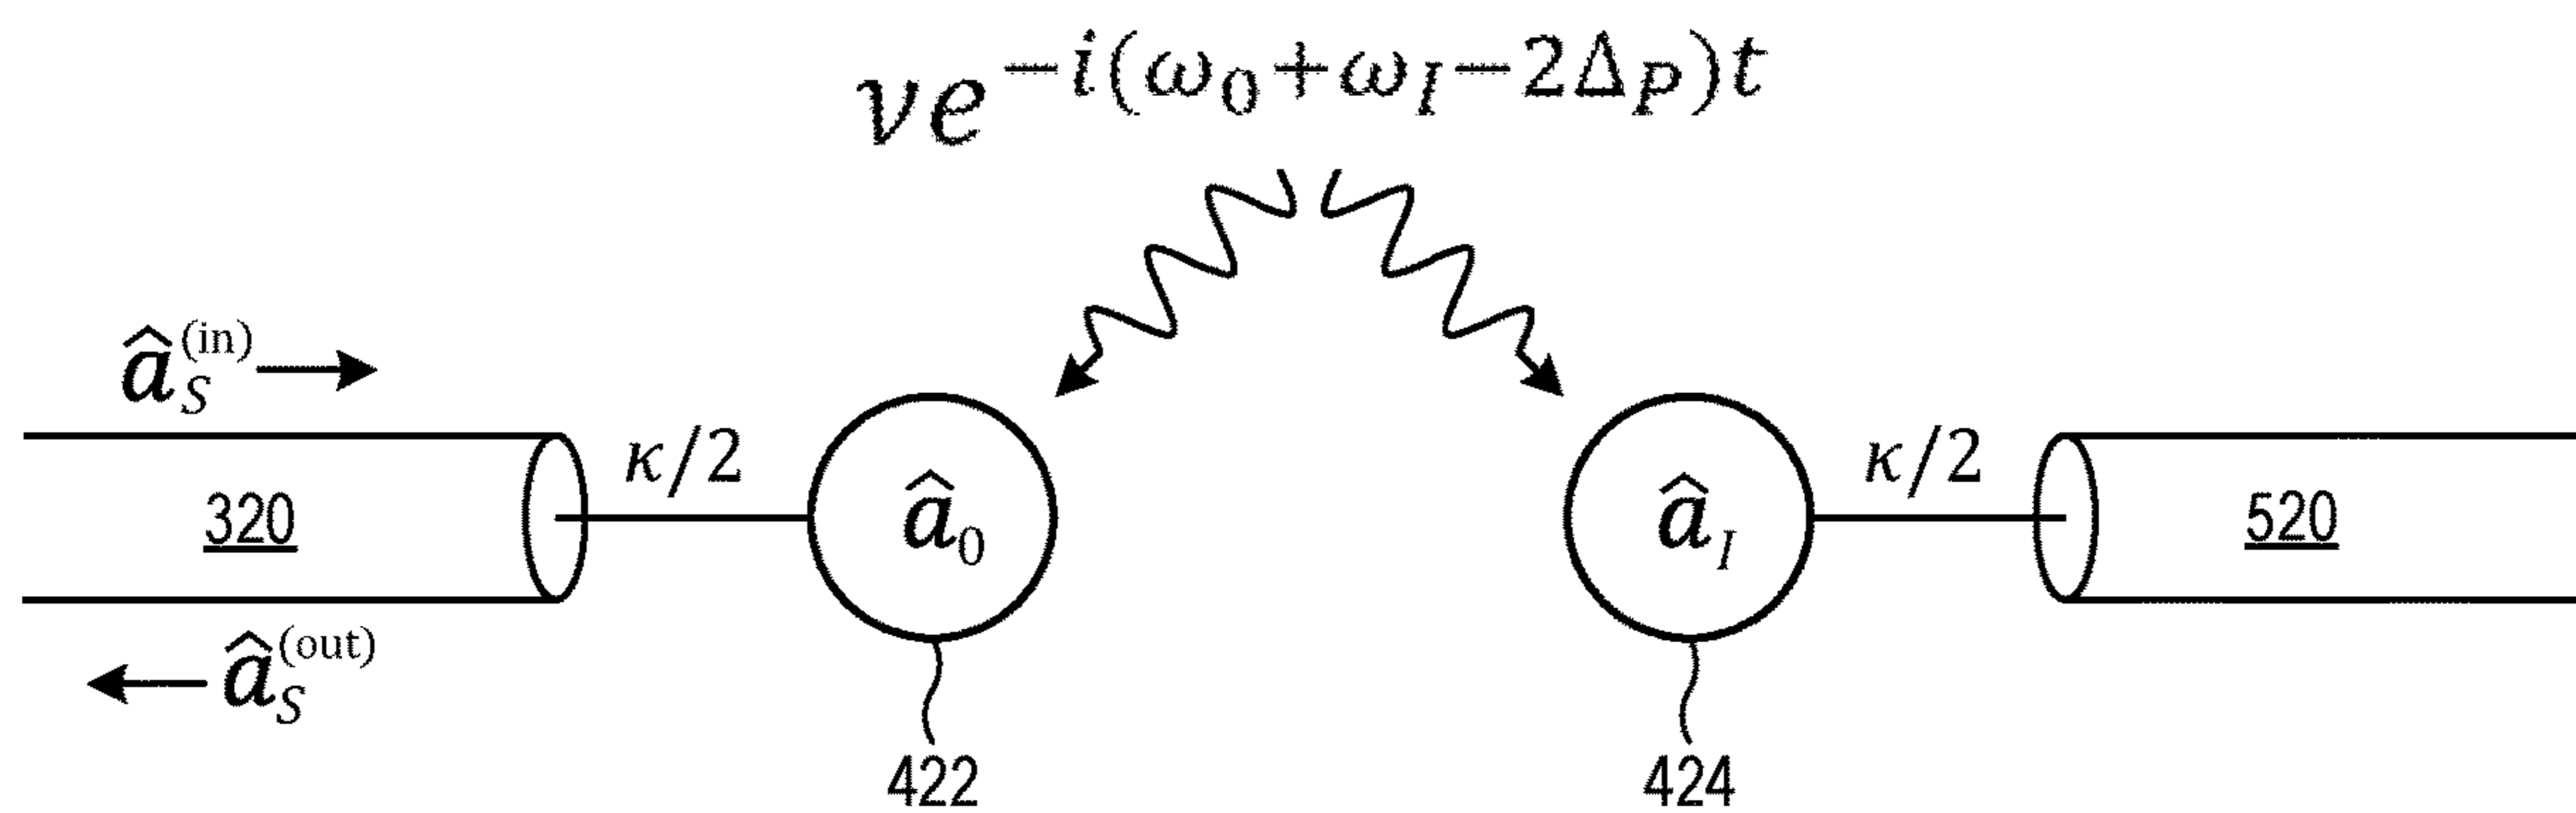 νe^{−i(ω_0+ω_I−2Δ_P)t}
â_S^{(in)}
κ/2 κ/2
320 â_0 â_I 520
â_S^{(out)}
422 424